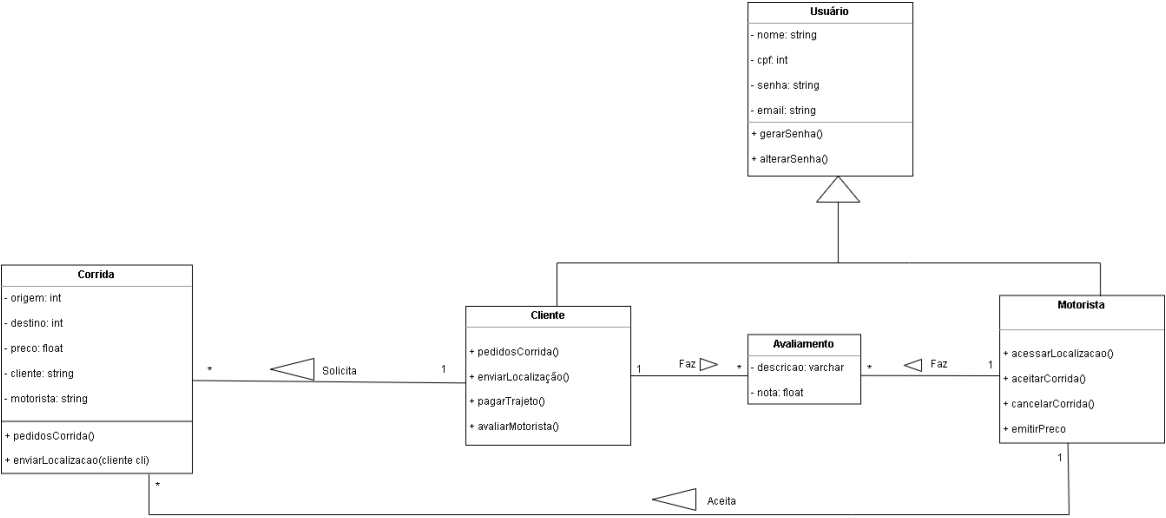 Usuário
- nome: string
- cpf: int
- senha: string
- email: string
+ gerarSenha()
+ alterarSenha()
Corrida
- origem: int
- destino: int
- preco: float
- cliente: string
- motorista: string
+ pedidosCorrida()
+ enviarLocalizacao(cliente cli)
*
Solicita
1
Cliente
+ pedidosCorrida()
+ enviarLocalização()
+ pagarTrajeto()
+ avaliarMotorista()
1
Faz
*
Avaliamento
- descricao: varchar
- nota: float
*
Faz
1
Motorista
+ acessarLocalizacao()
+ aceitarCorrida()
+ cancelarCorrida()
+ emitirPreco
*
Aceita
1